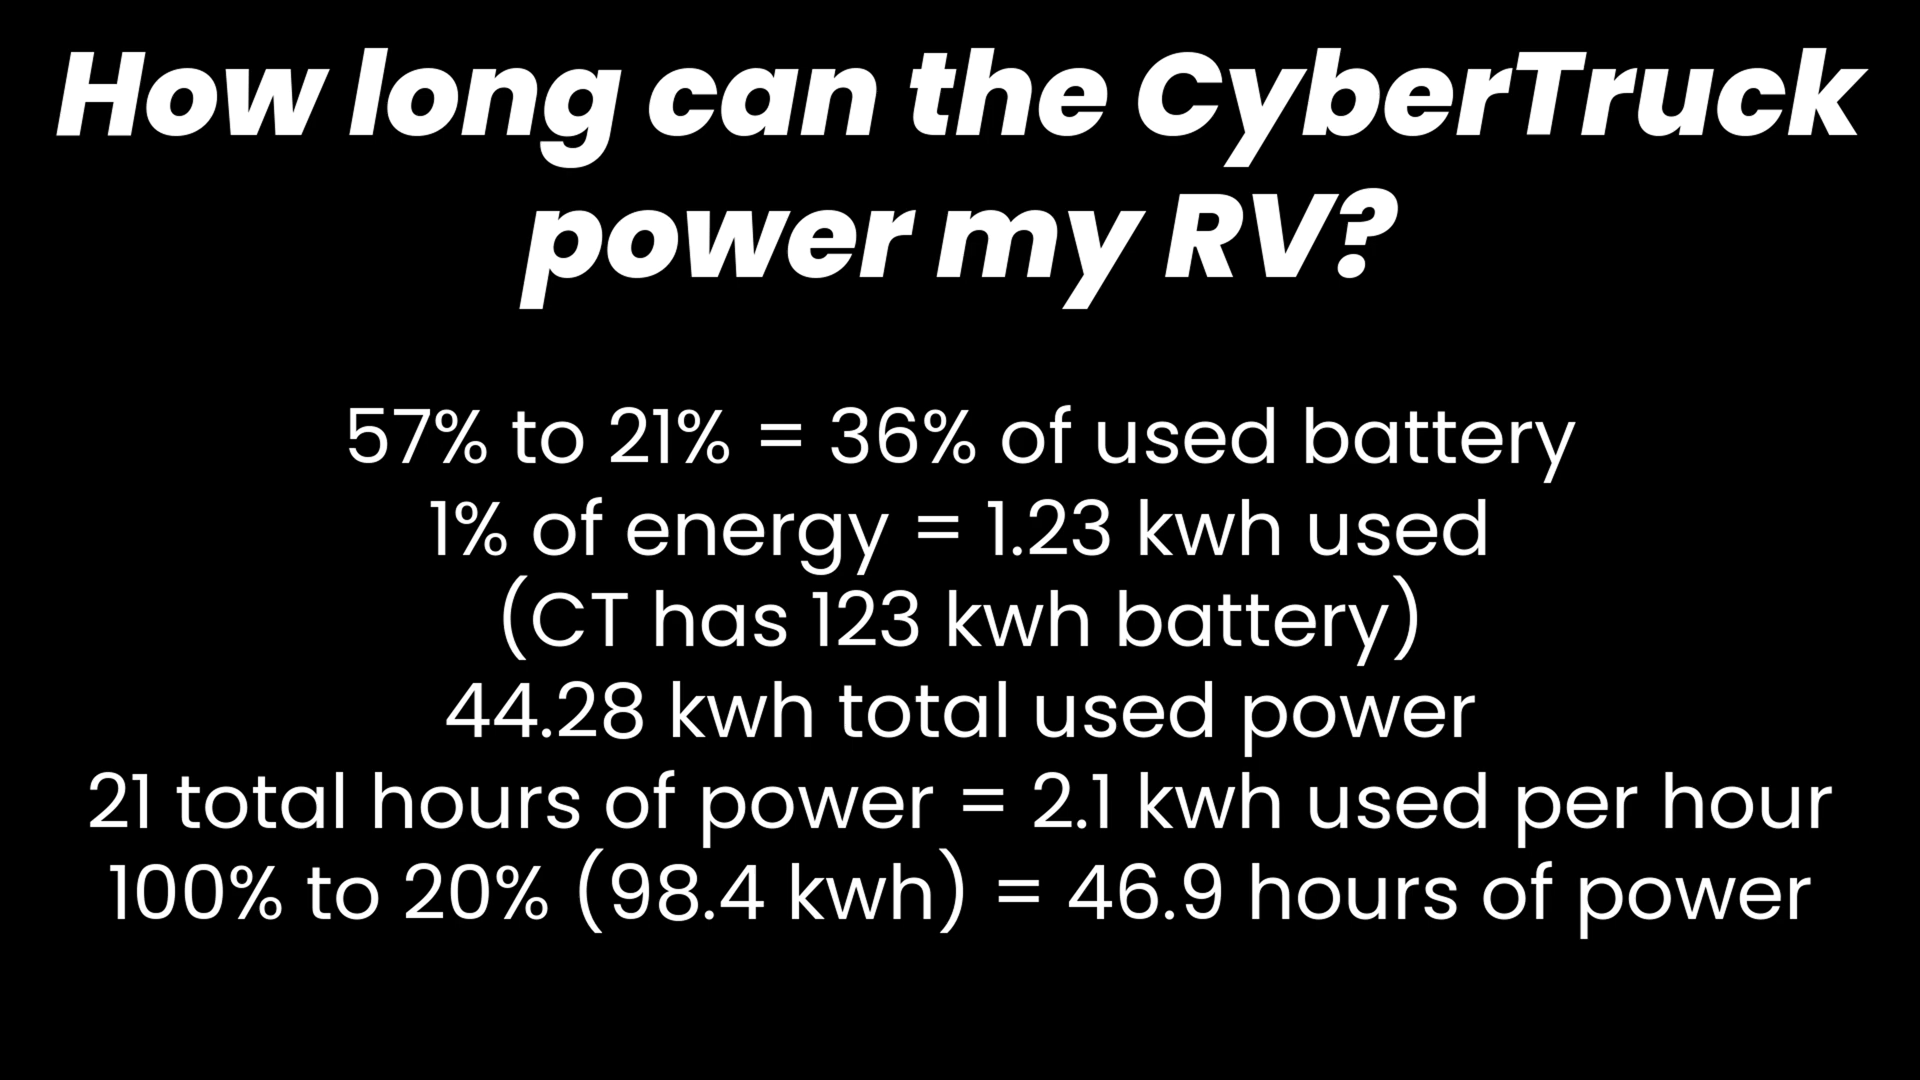 How long can the CyberTruck
power my RV?
57% to 21% = 36% of used battery
1% of energy = 1.23 kwh used
(CT has 123 kwh battery)
44.28 kwh total used power
21 total hours of power = 2.1 kwh used per hour
100% to 20% (98.4 kwh) = 46.9 hours of power